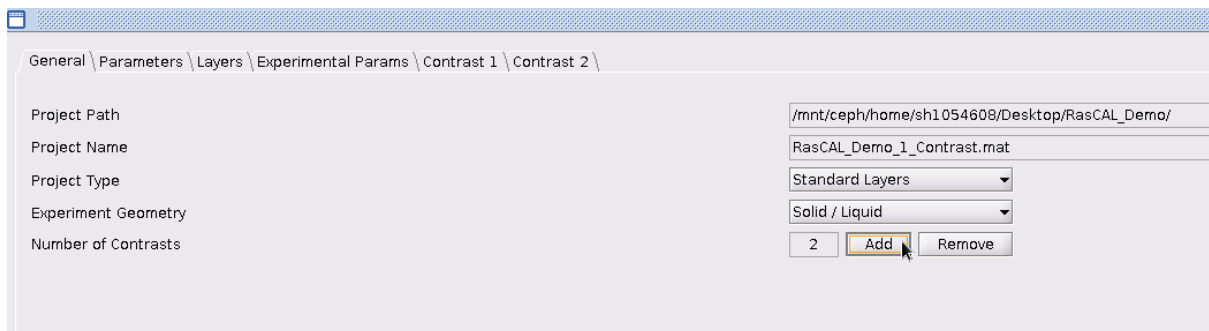 General Parameters Layers Experimental Params Contrast 1 Contrast 2
Project Path /mnt/ceph/home/sh1054608/Desktop/RasCAL_Demo/
Project Name RasCAL_Demo_1_Contrast.mat
Project Type Standard Layers
Experiment Geometry Solid / Liquid
Number of Contrasts 2 Add Remove